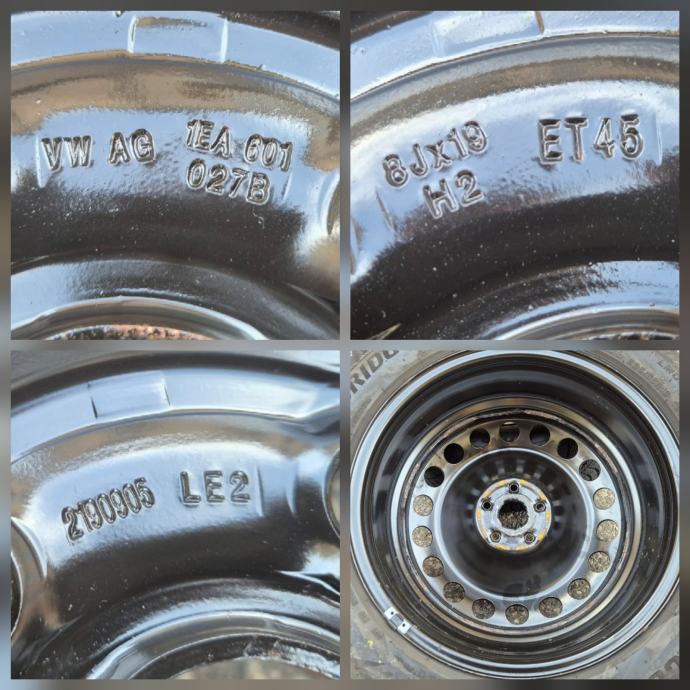 VW AG 1EA 601
027B
8Jx19 ET45
H2
2190905 LE2